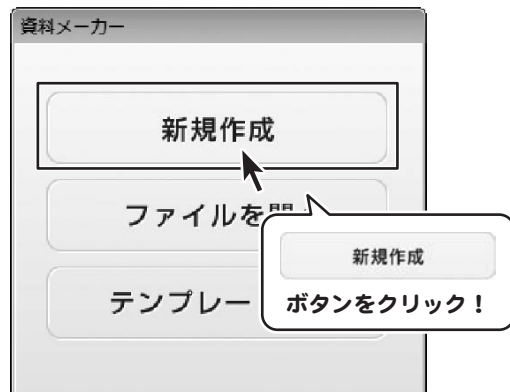 資料メーカー
新規作成
ファイルを
テンプレー
新規作成
ボタンをクリック！